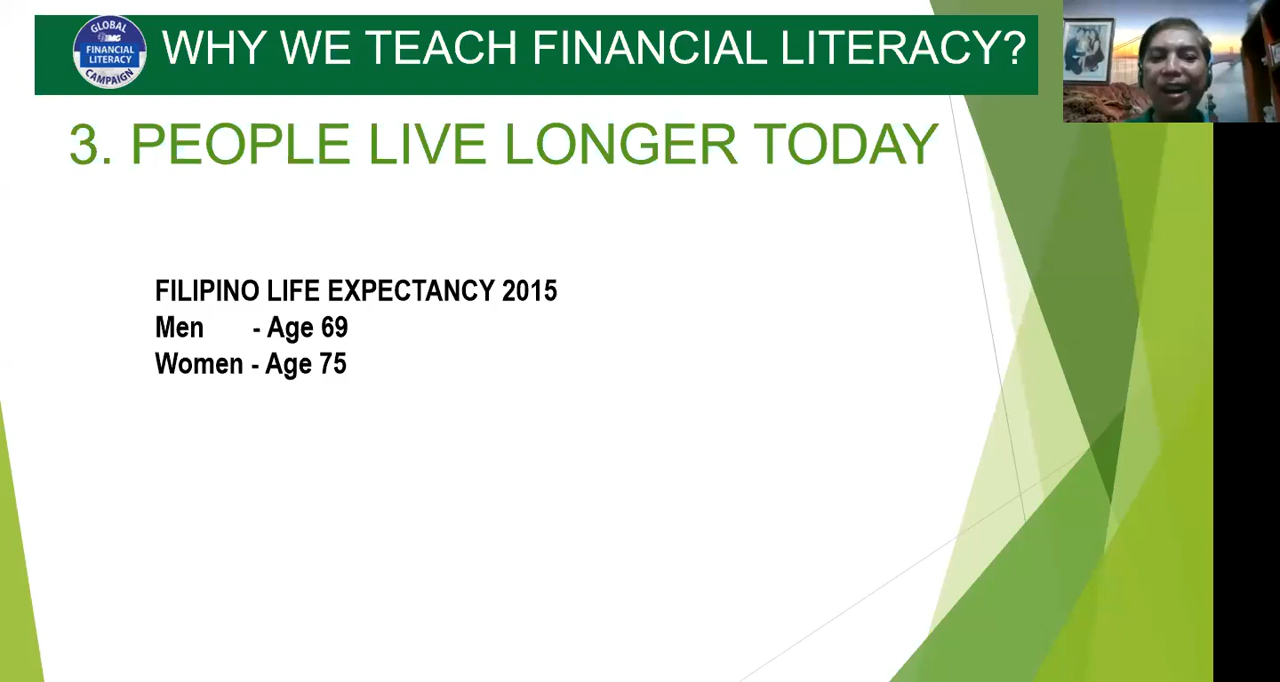 GLOBAL
FINANCIAL
LITERACY
CAMPAIGN
WHY WE TEACH FINANCIAL LITERACY?
3. PEOPLE LIVE LONGER TODAY
FILIPINO LIFE EXPECTANCY 2015
Men - Age 69
Women - Age 75